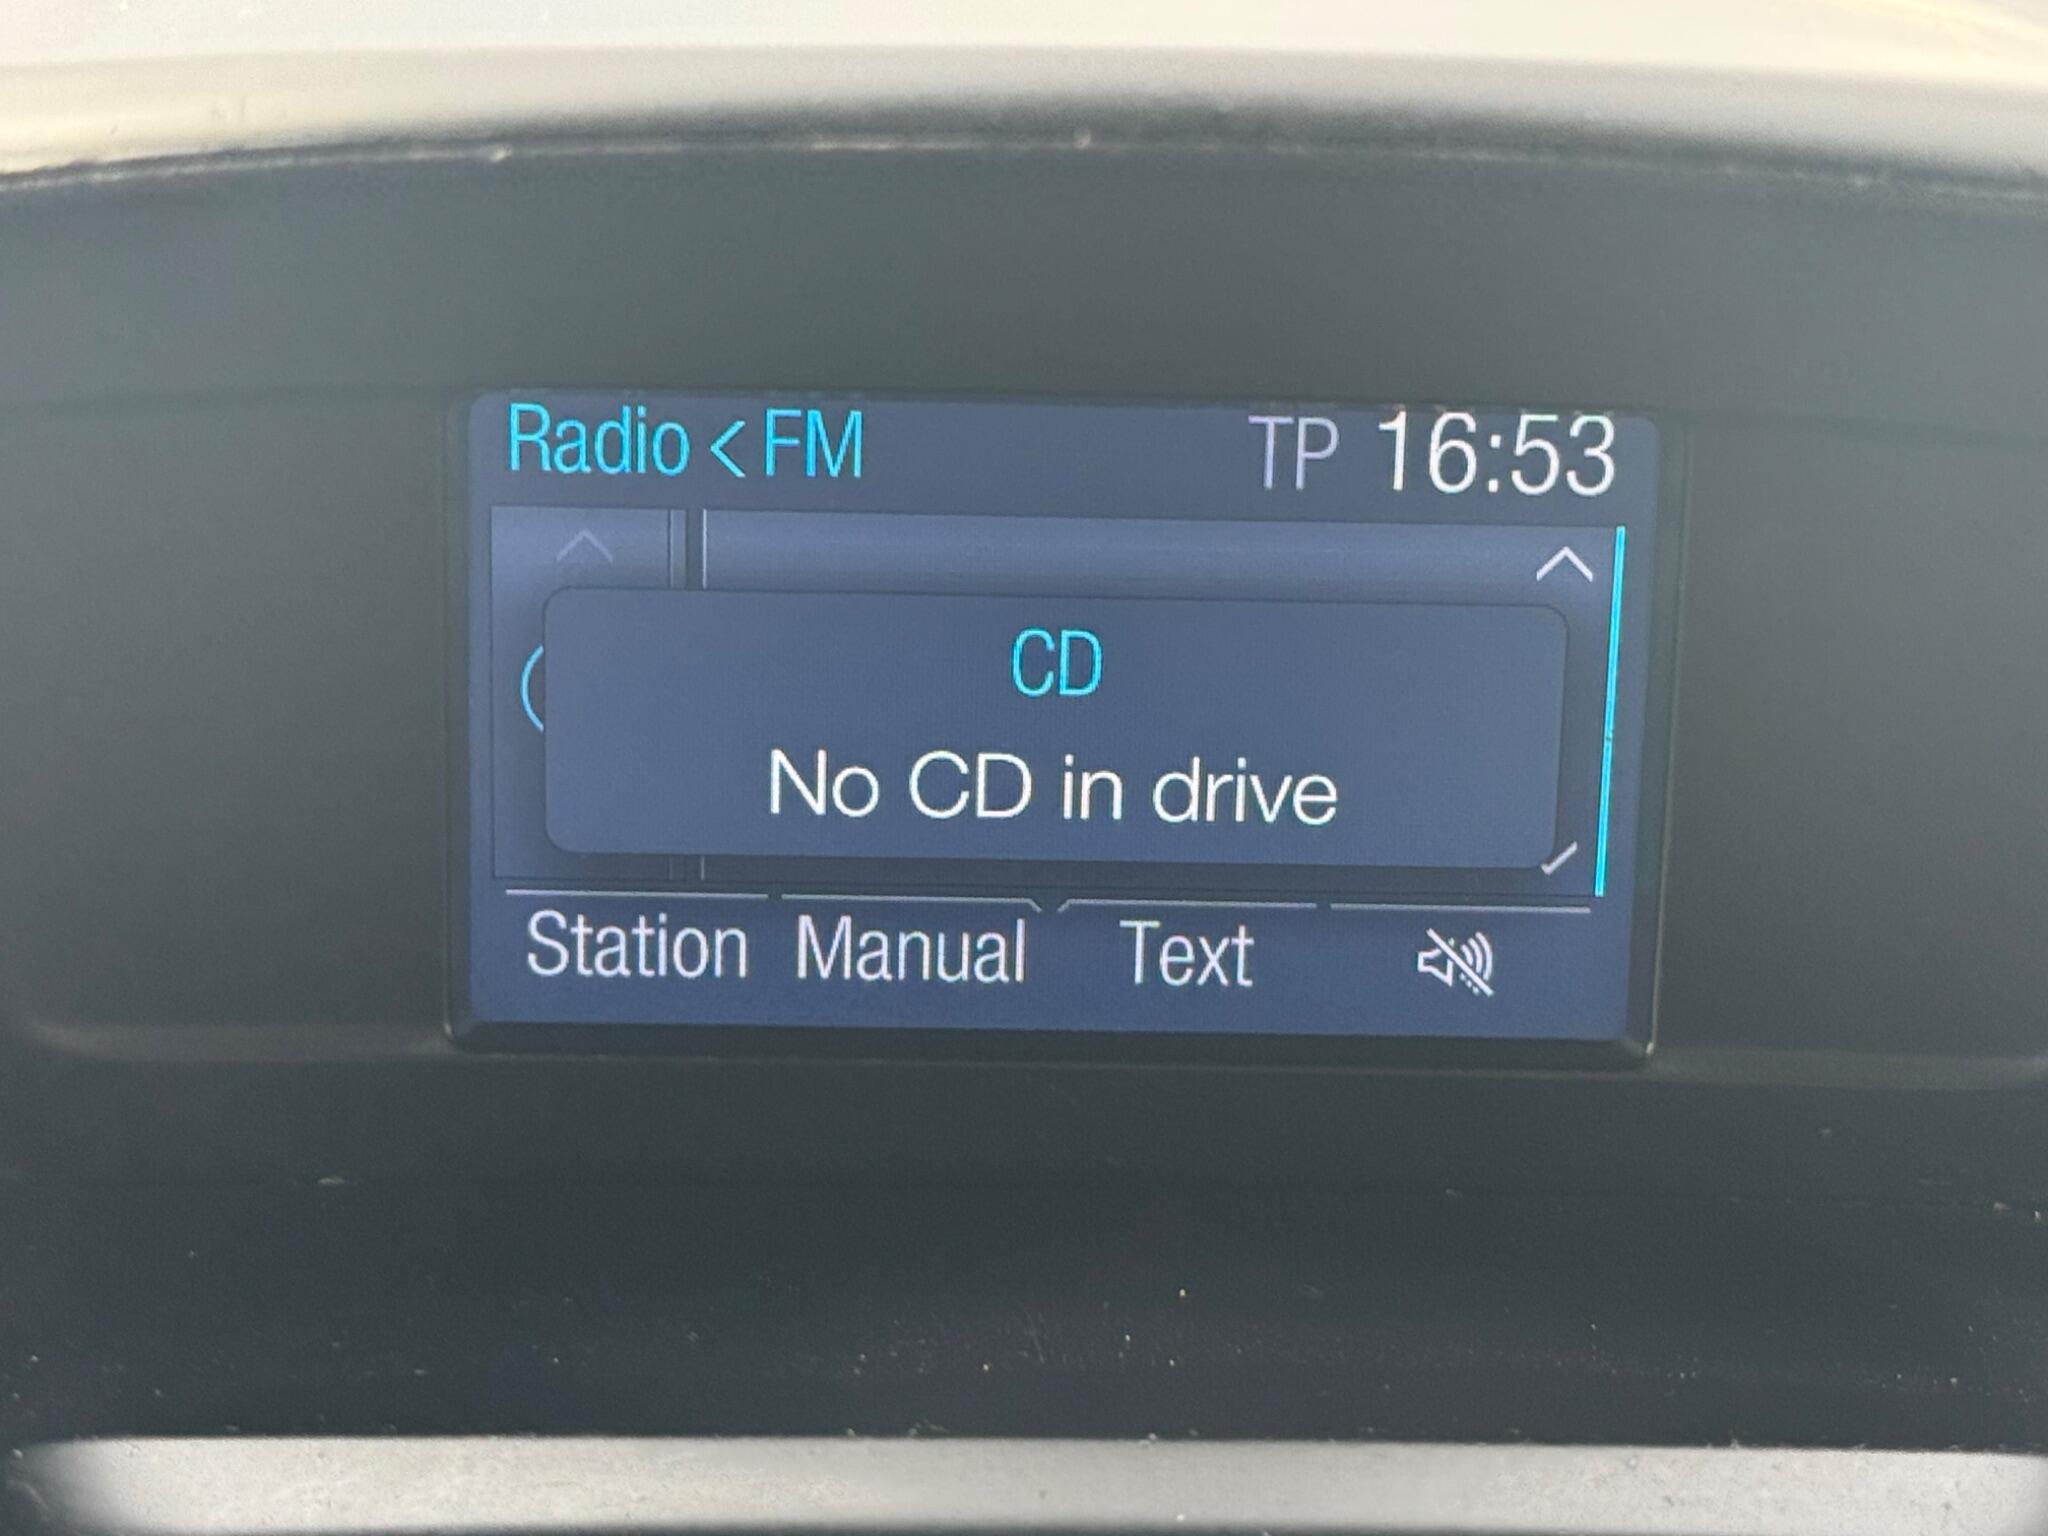 Radio < FM TP 16:53
CD
No CD in drive
Station Manual Text